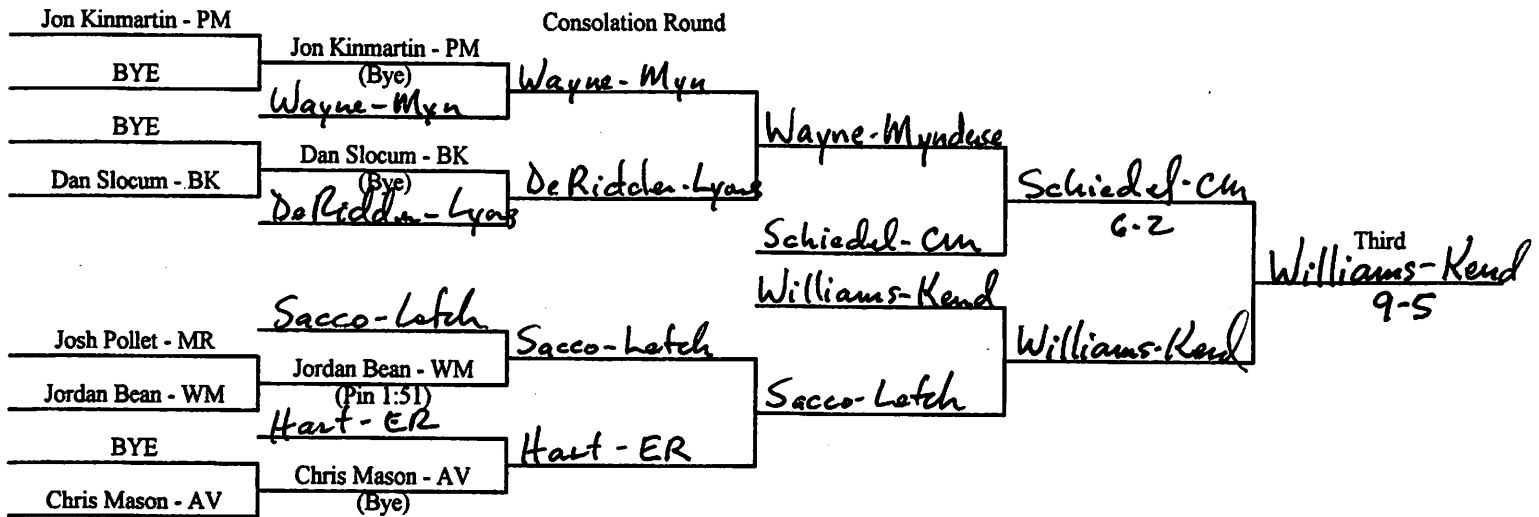 Jon Kinmartin - PM
Consolation Round
Jon Kinmartin - PM
BYE
(Bye)
Wayne - Myn
Wayne - Myn
BYE
Wayne - Mynderse
Dan Slocum - BK
Dan Slocum - BK
(Bye)
DeRidder - Lyons
DeRidder - Lyons
Schiedel - CM
6-2
Schiedel - CM
Third
Williams - Kend
9-5
Williams - Kend
Sacco - Letch
Josh Pollet - MR
Sacco - Letch
Williams - Kend
Jordan Bean - WM
Jordan Bean - WM
(Pin 1:51)
Sacco - Letch
Hart - ER
BYE
Hart - ER
Chris Mason - AV
Chris Mason - AV
(Bye)